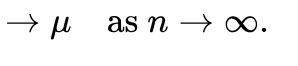 → μ as n → ∞.